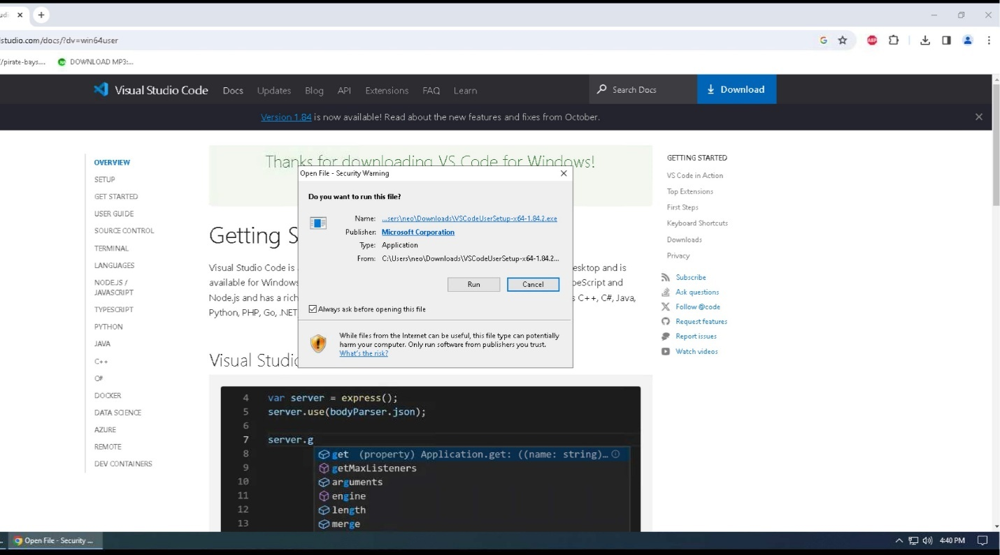 udi
studio.com/docs/?dv=win64user
//pirate-bays....
DOWNLOAD MP3:...
ABP
Visual Studio Code Docs Updates Blog API Extensions FAQ Learn
Search Docs
Download
Version 1.84 is now available! Read about the new features and fixes from October.
OVERVIEW
SETUP
GET STARTED
USER GUIDE
SOURCE CONTROL
TERMINAL
LANGUAGES
NODE.JS /
JAVASCRIPT
TYPESCRIPT
PYTHON
JAVA
C++
C#
DOCKER
DATA SCIENCE
AZURE
REMOTE
DEV CONTAINERS
Thanks for downloading VS Code for Windows!
Getting S
Visual Studio Code is
esktop and is
available for Windows
peScript and
Node.js and has a rich
s C++, C#, Java,
Python, PHP, Go, .NET
Visual Studio
Open File - Security Warning
Do you want to run this file?
Name: ...sers\neo\Downloads\VSCodeUserSetup-x64-1.84.2.exe
Publisher: Microsoft Corporation
Type: Application
From: C:\Users\neo\Downloads\VSCodeUserSetup-x64-1.84.2...
Run
Cancel
Always ask before opening this file
While files from the Internet can be useful, this file type can potentially
harm your computer. Only run software from publishers you trust.
What's the risk?
4 var server = express();
5 server.use(bodyParser.json);
6
7 server.g
8 get (property) Application.get: ((name: string)…
9 getMaxListeners
10 arguments
11 engine
12 length
13 merge
GETTING STARTED
VS Code in Action
Top Extensions
First Steps
Keyboard Shortcuts
Downloads
Privacy
Subscribe
Ask questions
Follow @code
Request features
Report issues
Watch videos
Open File - Security ...
4:40 PM